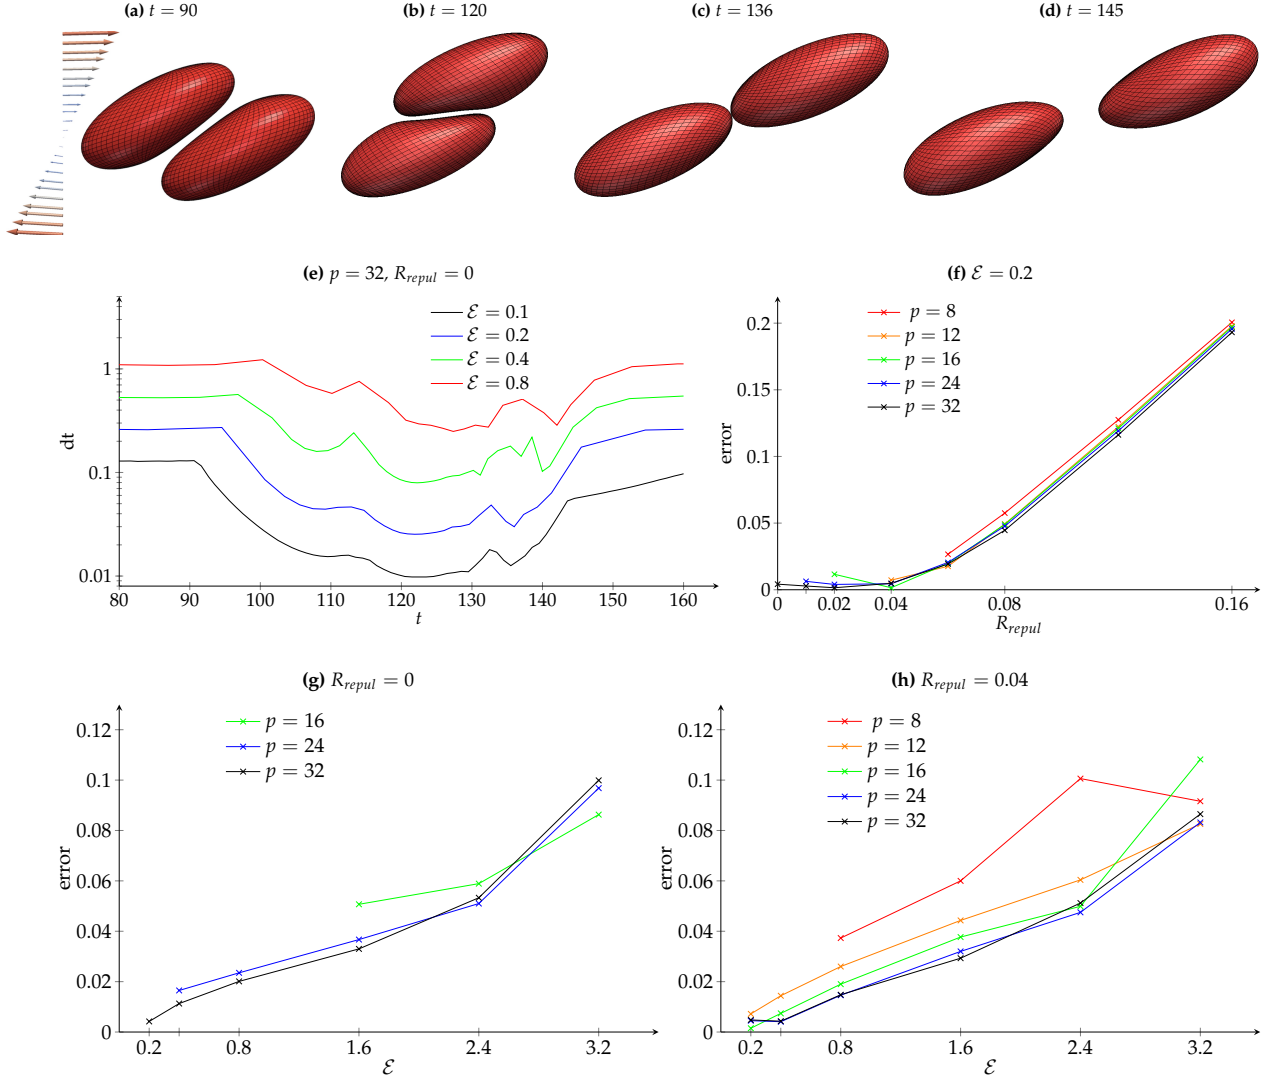 (a) t = 90
(b) t = 120
(c) t = 136
(d) t = 145
(e) p = 32, R_repul = 0
dt
1
0.1
0.01
ℰ = 0.1
ℰ = 0.2
ℰ = 0.4
ℰ = 0.8
80 90 100 110 120 130 140 150 160
t
(f) ℰ = 0.2
error
0.2
0.15
0.1
0.05
0
p = 8
p = 12
p = 16
p = 24
p = 32
0 0.02 0.04 0.08 0.16
R_repul
(g) R_repul = 0
error
0.12
0.1
0.08
0.06
0.04
0.02
0
p = 16
p = 24
p = 32
0.2 0.8 1.6 2.4 3.2
ℰ
(h) R_repul = 0.04
error
0.12
0.1
0.08
0.06
0.04
0.02
0
p = 8
p = 12
p = 16
p = 24
p = 32
0.2 0.8 1.6 2.4 3.2
ℰ